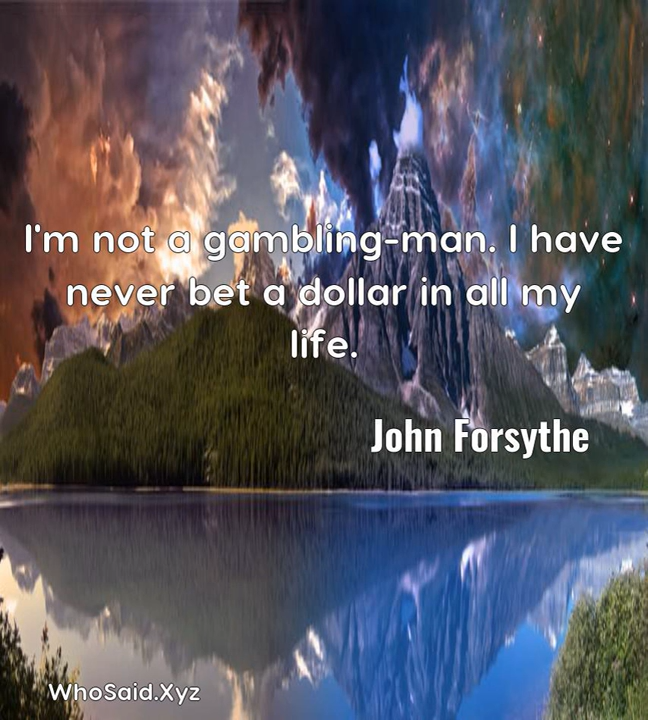 I'm not a gambling-man. I have
never bet a dollar in all my
life.
John Forsythe
WhoSaid.Xyz